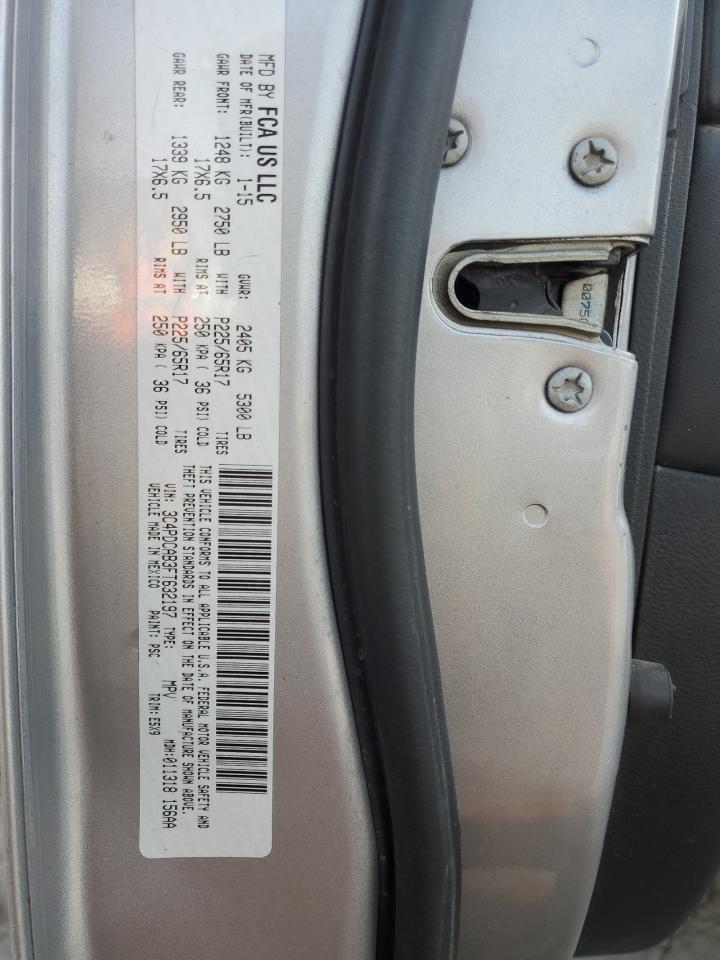 MFD BY FCA US LLC
DATE OF MFR(BUILT): 1-15 GVWR: 2405 KG 5300 LB
GAWR FRONT: 1248 KG 2750 LB WITH P225/65R17 TIRES
17X6.5 RIMS AT 250 KPA ( 36 PSI) COLD
GAWR REAR: 1339 KG 2950 LB WITH P225/65R17 TIRES
17X6.5 RIMS AT 250 KPA ( 36 PSI) COLD
THIS VEHICLE CONFORMS TO ALL APPLICABLE U.S.A. FEDERAL MOTOR VEHICLE SAFETY AND
THEFT PREVENTION STANDARDS IN EFFECT ON THE DATE OF MANUFACTURE SHOWN ABOVE.
VIN: 3C4PDCAB3FT632197 TYPE: MPV MDH:011318 156AA
VEHICLE MADE IN MEXICO PAINT: PSC TRIM: E5X9